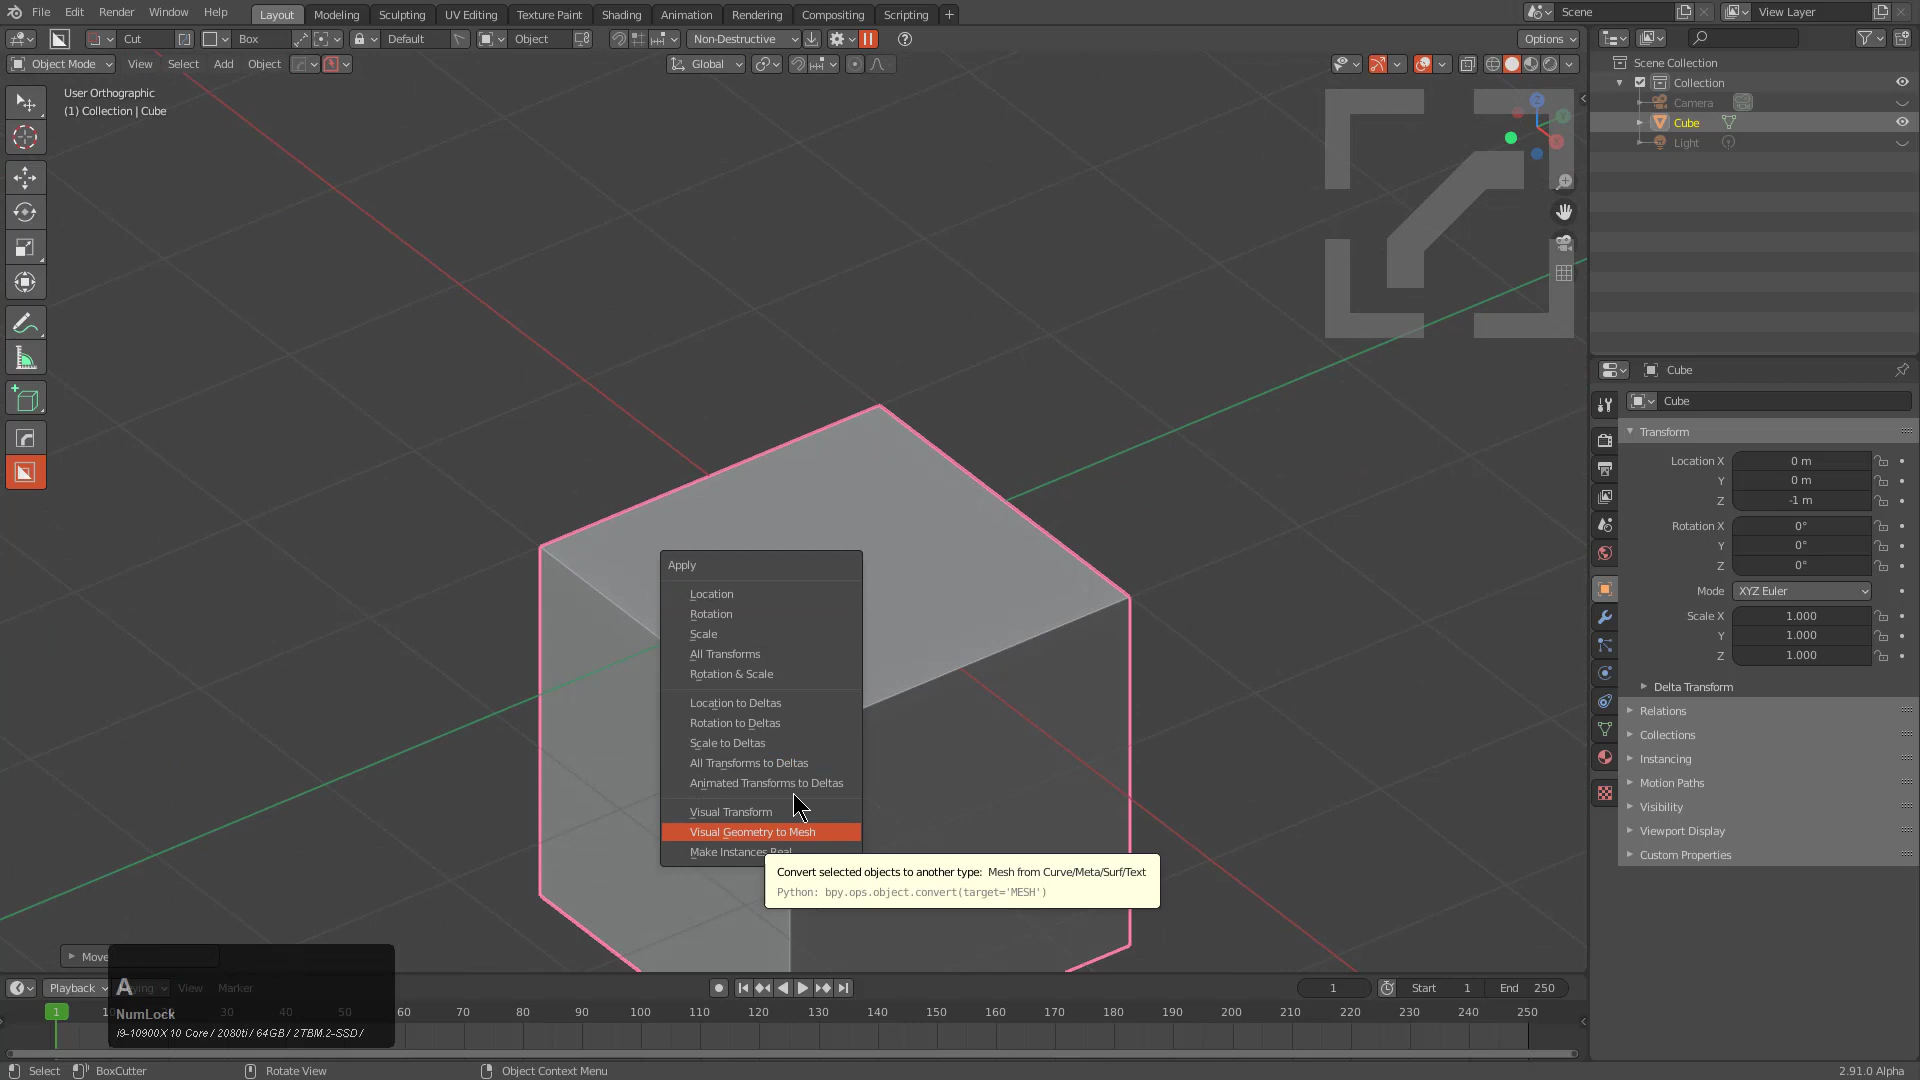 File Edit Render Window Help Layout Modeling Sculpting UV Editing Texture Paint Shading Animation Rendering Compositing Scripting + Scene View Layer
Cut Box Default Object Non-Destructive Options
Object Mode View Select Add Object Global
User Orthographic
(1) Collection | Cube
Scene Collection
Collection
Camera
Cube
Light
Cube
Cube
Transform
Location X 0 m
Y 0 m
Z -1 m
Rotation X 0°
Y 0°
Z 0°
Mode XYZ Euler
Scale X 1.000
Y 1.000
Z 1.000
Delta Transform
Relations
Collections
Instancing
Motion Paths
Visibility
Viewport Display
Custom Properties
Apply
Location
Rotation
Scale
All Transforms
Rotation & Scale
Location to Deltas
Rotation to Deltas
Scale to Deltas
All Transforms to Deltas
Animated Transforms to Deltas
Visual Transform
Visual Geometry to Mesh
Make Instances Real
Convert selected objects to another type: Mesh from Curve/Meta/Surf/Text
Python: bpy.ops.object.convert(target='MESH')
Move
Playback View Marker 1 Start 1 End 250
A
NumLock
i9-10900X 10 Core / 2080ti / 64GB / 2TBM.2-SSD /
1 40 50 60 70 80 90 100 110 120 130 140 150 160 170 180 190 200 210 220 230 240 250
Select BoxCutter Rotate View Object Context Menu 2.91.0 Alpha